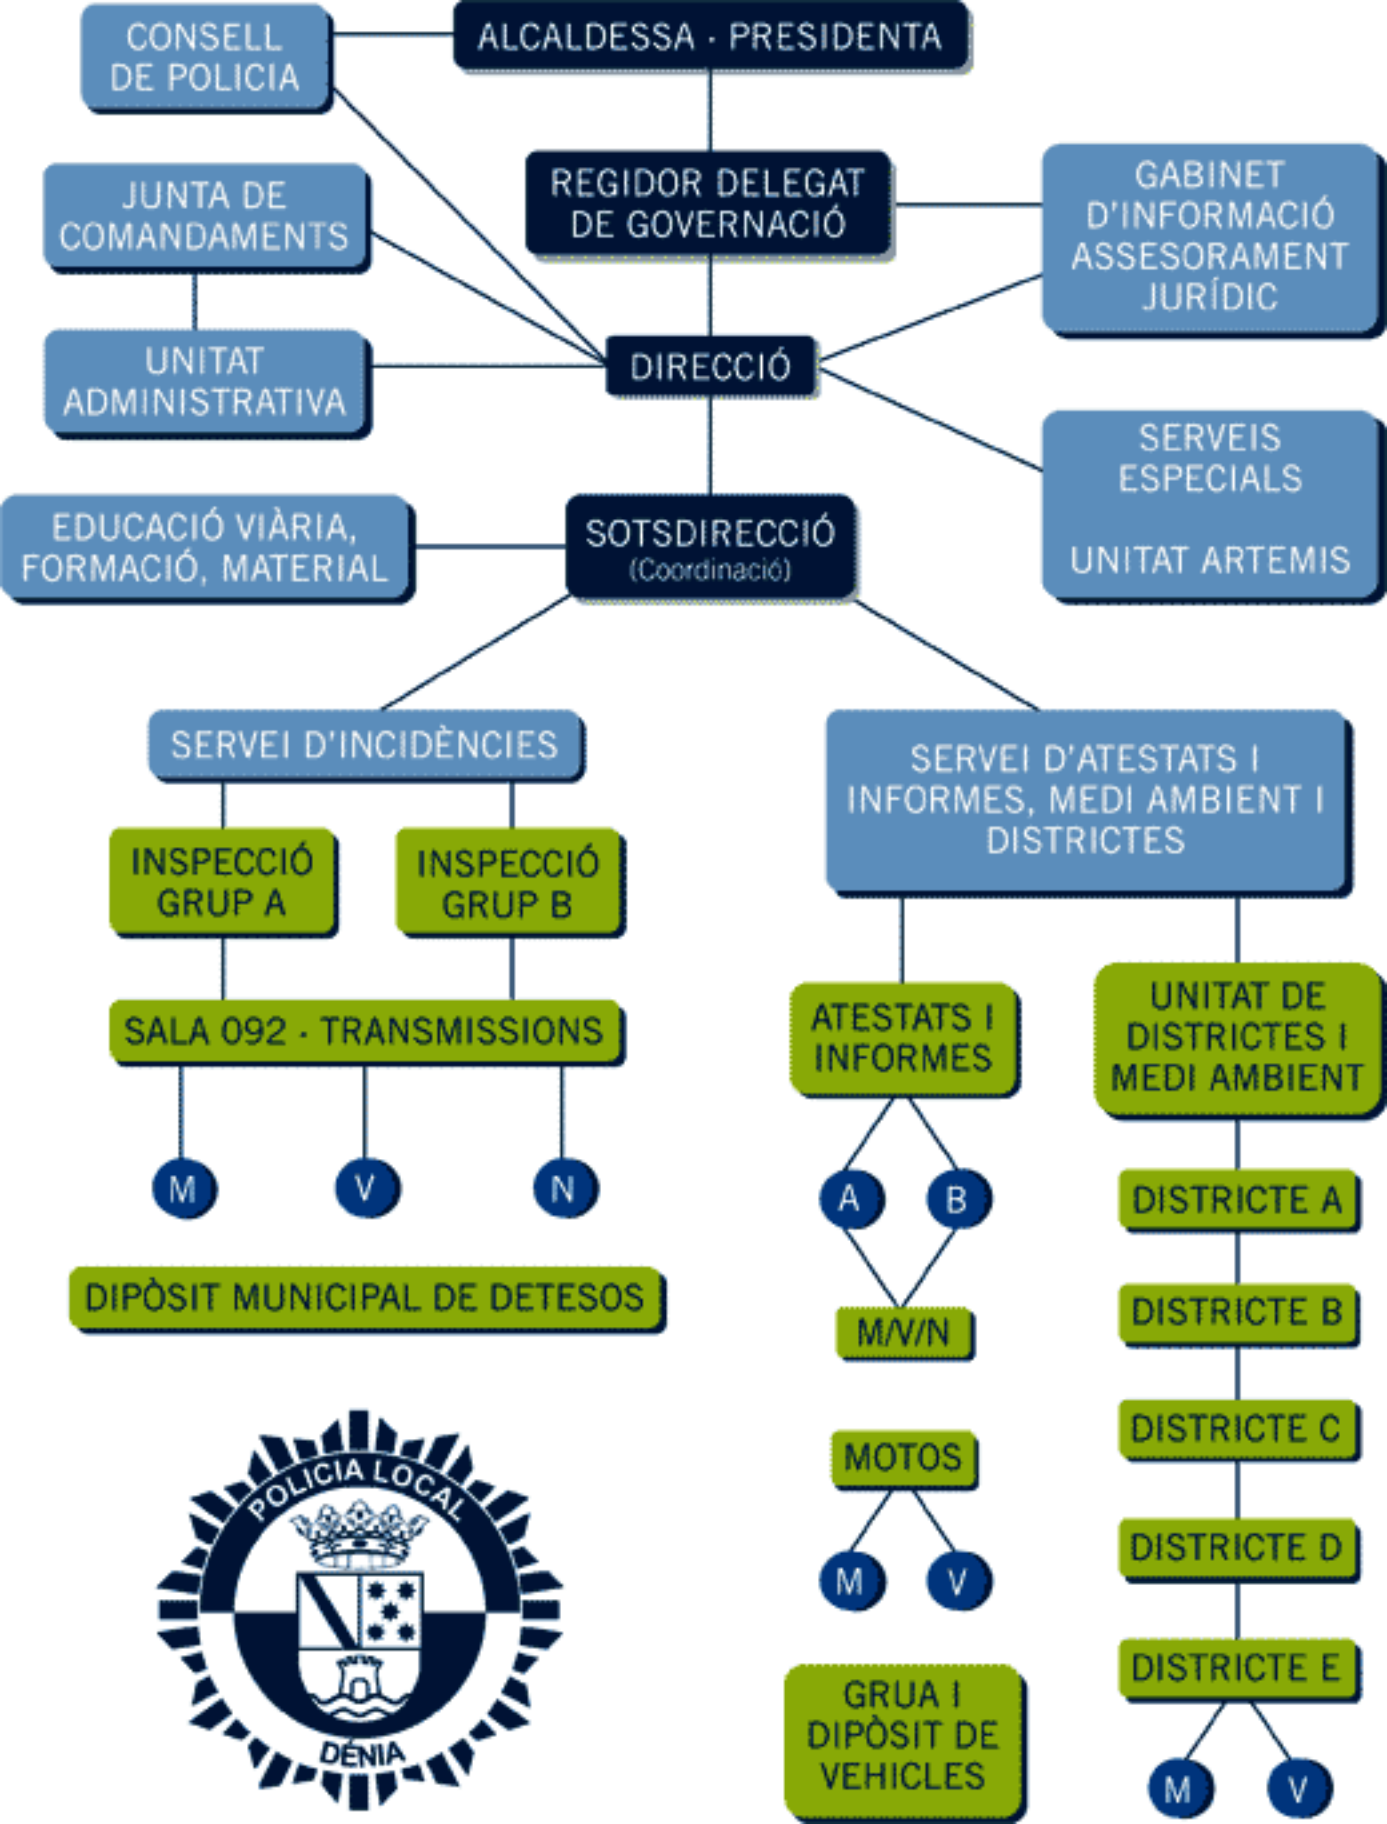 CONSELL
DE POLICIA
ALCALDESSA · PRESIDENTA
JUNTA DE
COMANDAMENTS
REGIDOR DELEGAT
DE GOVERNACIÓ
GABINET
D'INFORMACIÓ
ASSESORAMENT
JURÍDIC
UNITAT
ADMINISTRATIVA
DIRECCIÓ
SERVEIS
ESPECIALS
UNITAT ARTEMIS
EDUCACIÓ VIÀRIA,
FORMACIÓ, MATERIAL
SOTSDIRECCIÓ
(Coordinació)
SERVEI D'INCIDÈNCIES
INSPECCIÓ
GRUP A
INSPECCIÓ
GRUP B
SALA 092 · TRANSMISSIONS
M
V
N
DIPÒSIT MUNICIPAL DE DETESOS
SERVEI D'ATESTATS I
INFORMES, MEDI AMBIENT I
DISTRICTES
ATESTATS I
INFORMES
A
B
M/V/N
MOTOS
M
V
GRUA I
DIPÒSIT DE
VEHICLES
UNITAT DE
DISTRICTES I
MEDI AMBIENT
DISTRICTE A
DISTRICTE B
DISTRICTE C
DISTRICTE D
DISTRICTE E
M
V
POLICIA LOCAL
DÉNIA